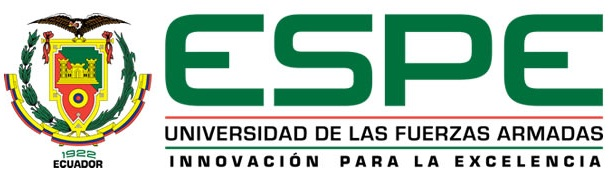 1922
ECUADOR
ESPE
UNIVERSIDAD DE LAS FUERZAS ARMADAS
INNOVACIÓN PARA LA EXCELENCIA